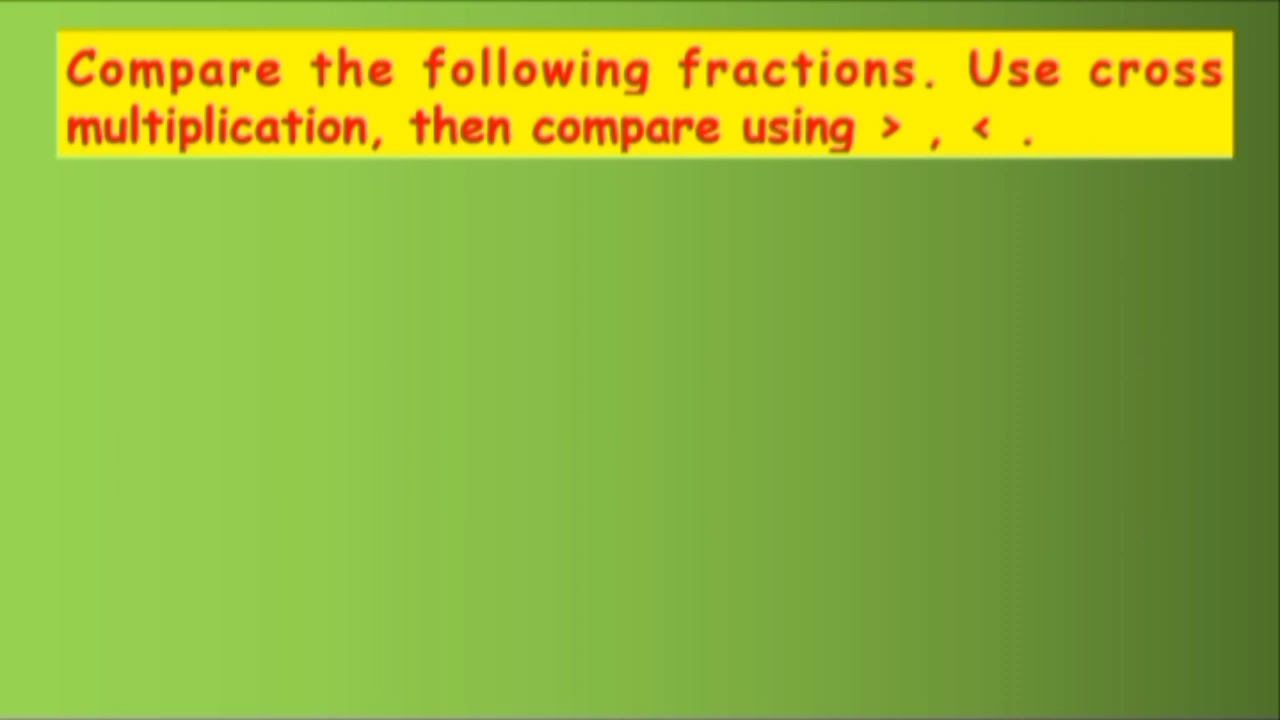 Compare the following fractions. Use cross
multiplication, then compare using > , < .